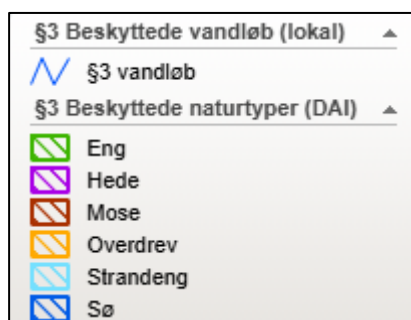 §3 Beskyttede vandløb (lokal)
§3 vandløb
§3 Beskyttede naturtyper (DAI)
Eng
Hede
Mose
Overdrev
Strandeng
Sø